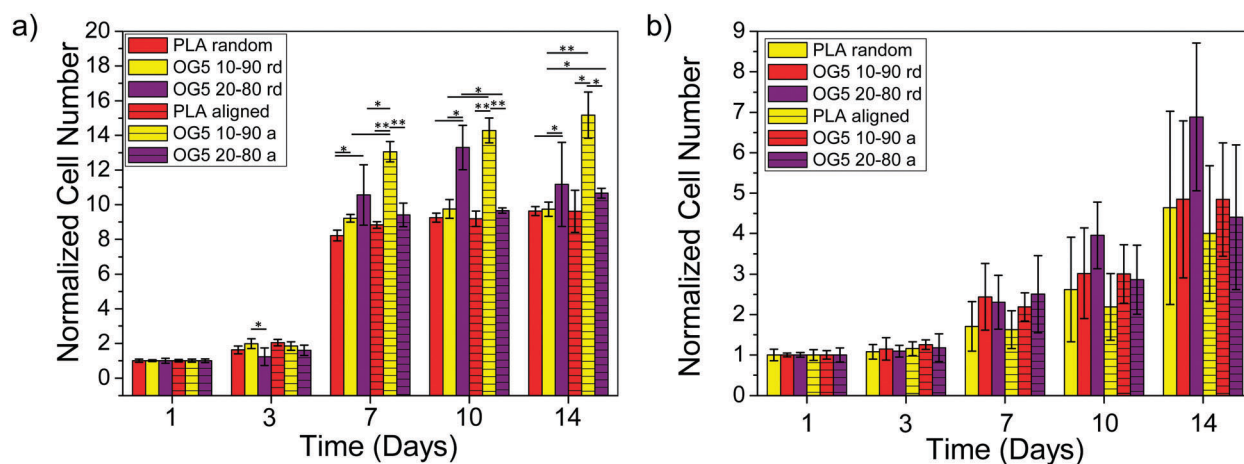 a)
Normalized Cell Number
20
18
16
14
12
10
8
6
4
2
0
PLA random
OG5 10-90 rd
OG5 20-80 rd
PLA aligned
OG5 10-90 a
OG5 20-80 a
*
*
**
*
** **
*
*
** **
*
**
*
* *
*
1 3 7 10 14
Time (Days)
b)
Normalized Cell Number
9
8
7
6
5
4
3
2
1
0
PLA random
OG5 10-90 rd
OG5 20-80 rd
PLA aligned
OG5 10-90 a
OG5 20-80 a
1 3 7 10 14
Time (Days)